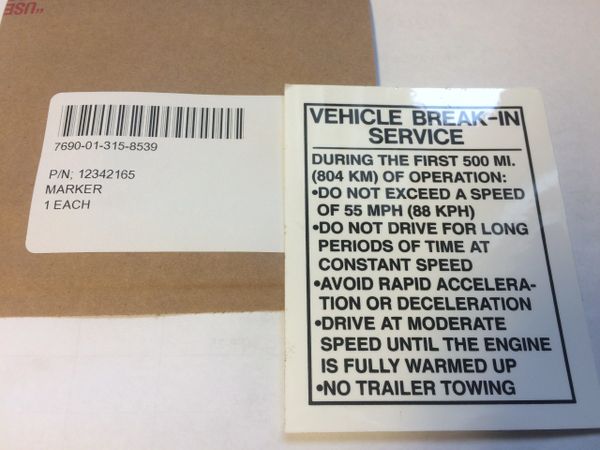 "USE
7690-01-315-8539
P/N; 12342165
MARKER
1 EACH
VEHICLE BREAK-IN
SERVICE
DURING THE FIRST 500 MI.
(804 KM) OF OPERATION:
•DO NOT EXCEED A SPEED
OF 55 MPH (88 KPH)
•DO NOT DRIVE FOR LONG
PERIODS OF TIME AT
CONSTANT SPEED
•AVOID RAPID ACCELERA-
TION OR DECELERATION
•DRIVE AT MODERATE
SPEED UNTIL THE ENGINE
IS FULLY WARMED UP
•NO TRAILER TOWING